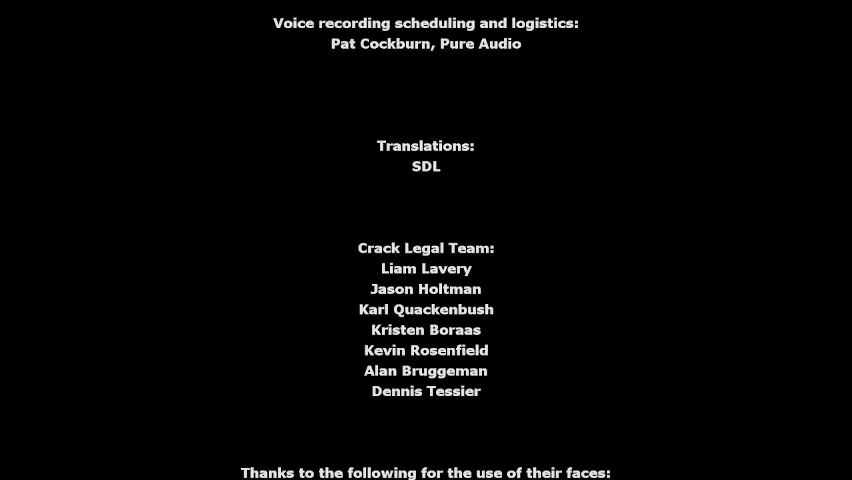 Voice recording scheduling and logistics:
Pat Cockburn, Pure Audio
Translations:
SDL
Crack Legal Team:
Liam Lavery
Jason Holtman
Karl Quackenbush
Kristen Boraas
Kevin Rosenfield
Alan Bruggeman
Dennis Tessier
Thanks to the following for the use of their faces: